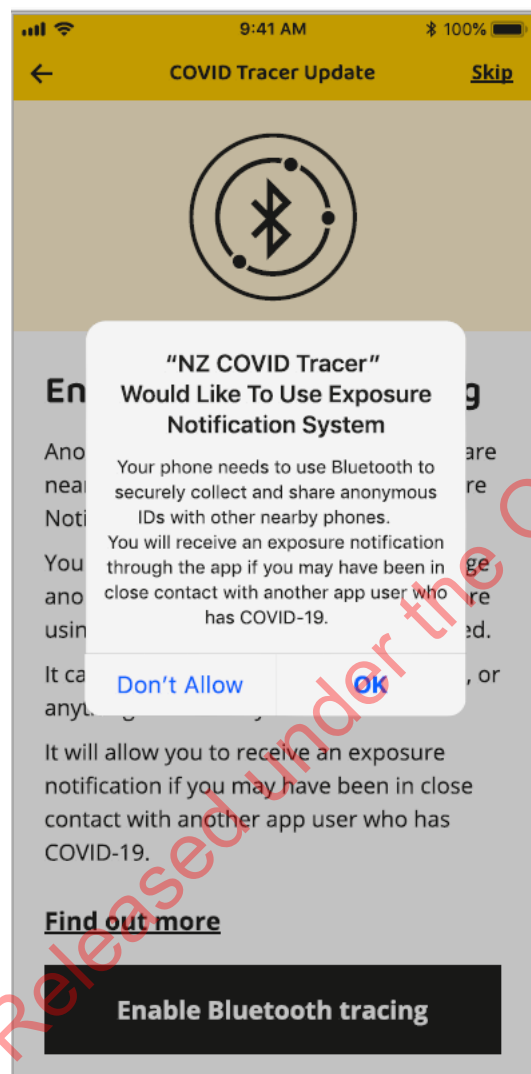 9:41 AM
100%
COVID Tracer Update
Skip
"NZ COVID Tracer"
Would Like To Use Exposure
Notification System
Your phone needs to use Bluetooth to
securely collect and share anonymous
IDs with other nearby phones.
You will receive an exposure notification
through the app if you may have been in
close contact with another app user who
has COVID-19.
Don't Allow
OK
It will allow you to receive an exposure
notification if you may have been in close
contact with another app user who has
COVID-19.
Find out more
Enable Bluetooth tracing
Released under the